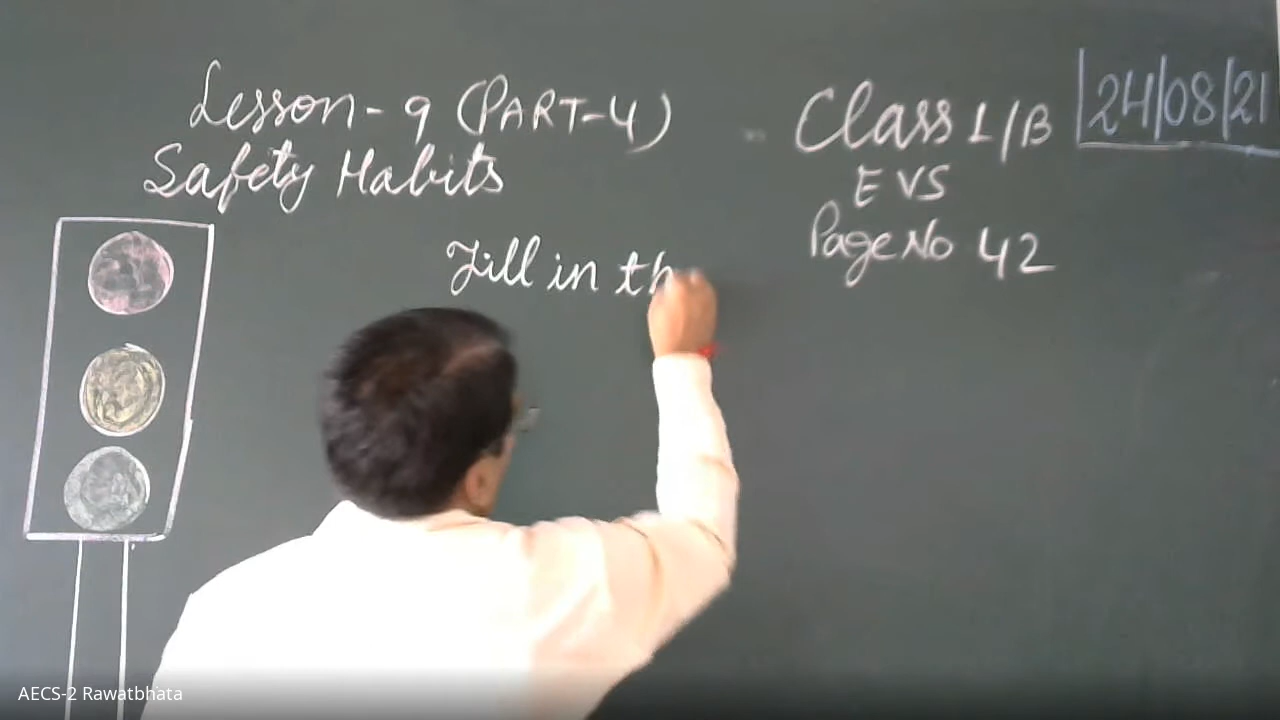 Lesson - 9 (PART-4)
Safety Habits
Class I/B
EVS
Page No 42
24/08/21
Fill in th
AECS-2 Rawatbhata